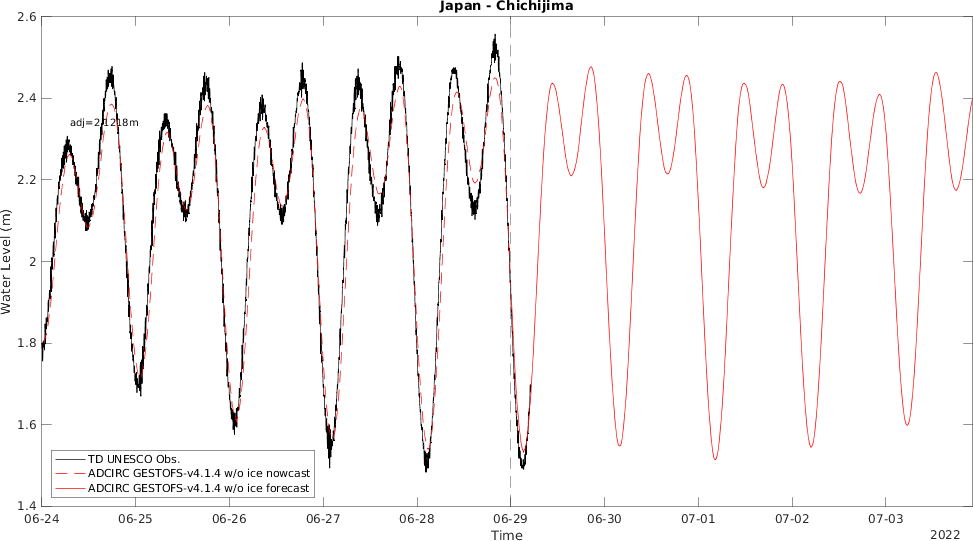 Japan - Chichijima
2.6
2.4
adj=2.1218m
2.2
Water Level (m)
2
1.8
1.6
TD UNESCO Obs.
ADCIRC GESTOFS-v4.1.4 w/o ice nowcast
ADCIRC GESTOFS-v4.1.4 w/o ice forecast
1.4
06-24 06-25 06-26 06-27 06-28 06-29 06-30 07-01 07-02 07-03
Time
2022